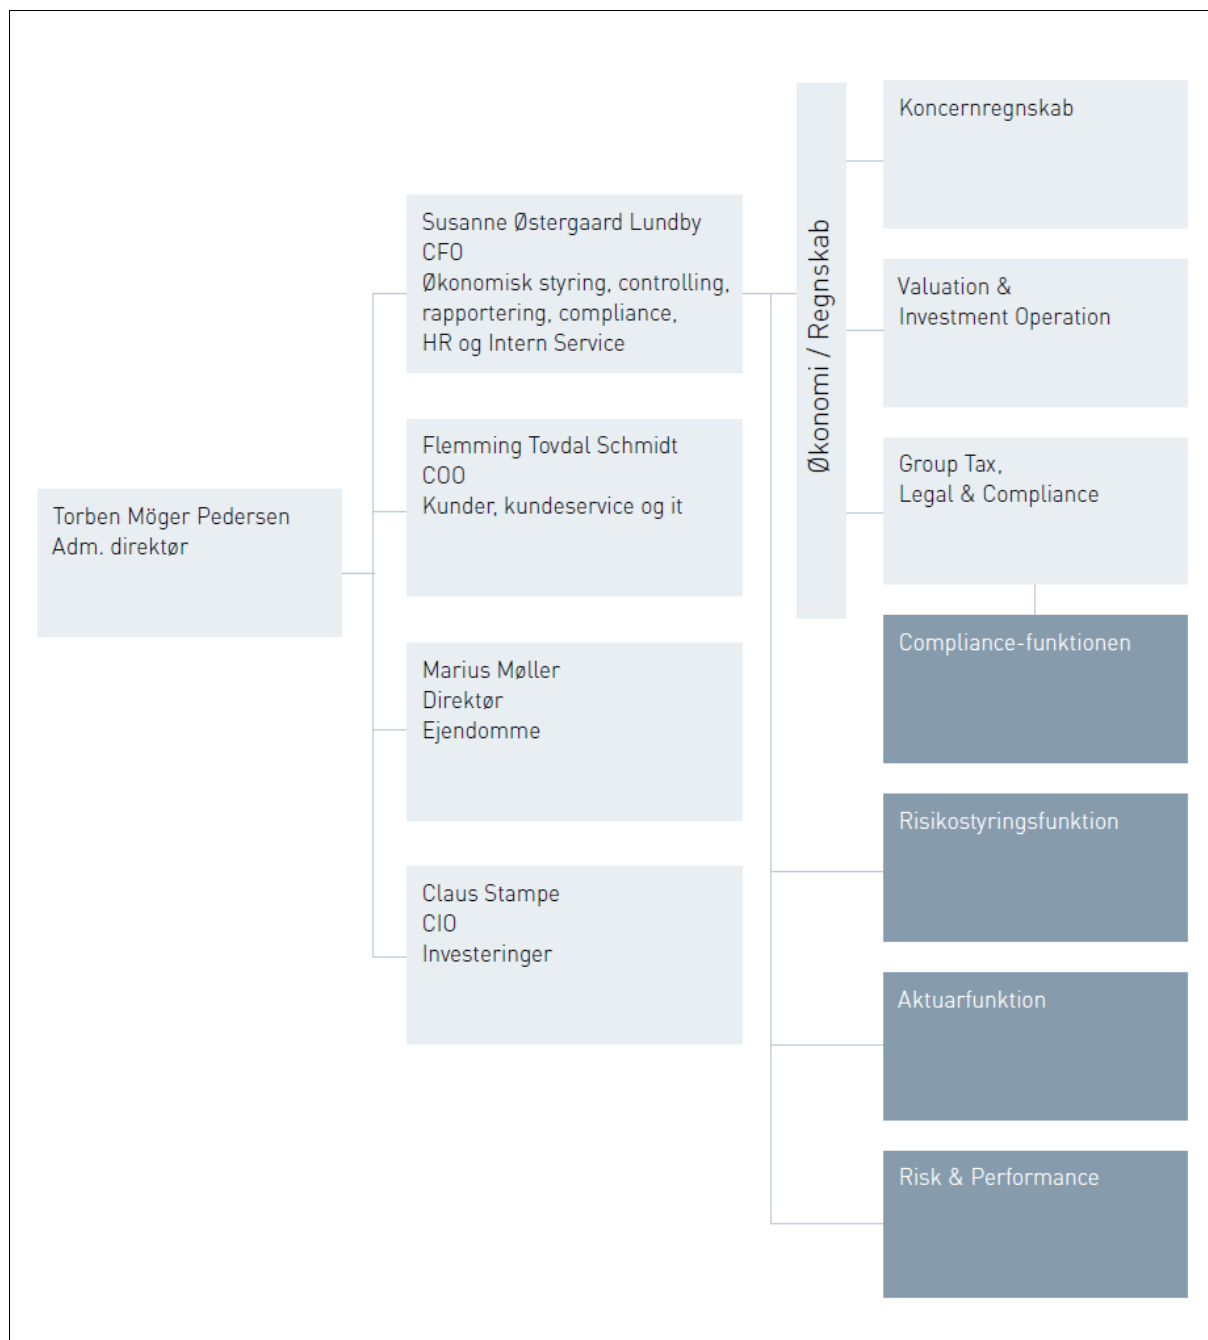 Torben Möger Pedersen
Adm. direktør
Susanne Østergaard Lundby
CFO
Økonomisk styring, controlling,
rapportering, compliance,
HR og Intern Service
Flemming Tovdal Schmidt
COO
Kunder, kundeservice og it
Marius Møller
Direktør
Ejendomme
Claus Stampe
CIO
Investeringer
Økonomi / Regnskab
Koncernregnskab
Valuation &
Investment Operation
Group Tax,
Legal & Compliance
Compliance-funktionen
Risikostyringsfunktion
Aktuarfunktion
Risk & Performance